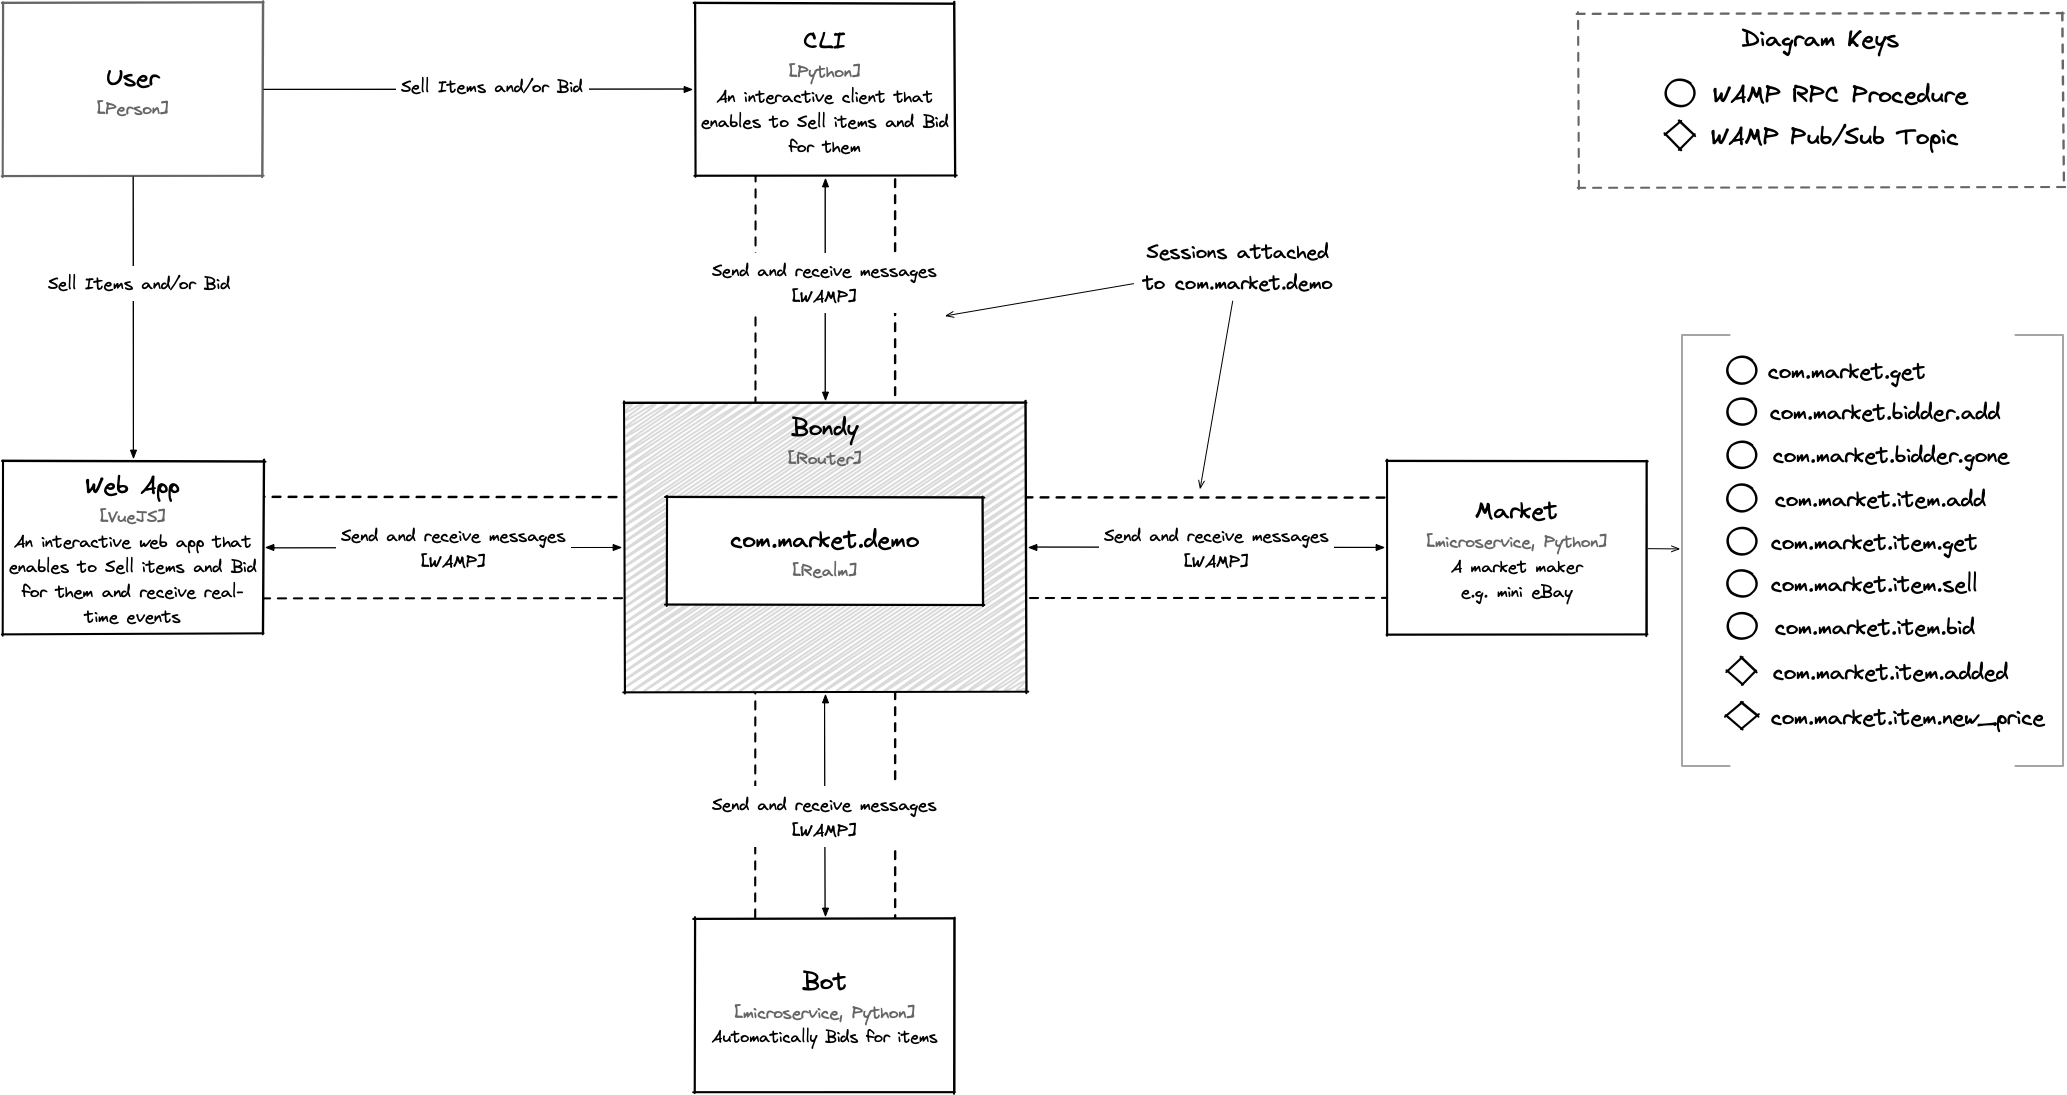 User
[Person]
Sell Items and/or Bid
CLI
[Python]
An interactive client that
enables to Sell items and Bid
for them
Diagram Keys
WAMP RPC Procedure
WAMP Pub/Sub Topic
Sell Items and/or Bid
Send and receive messages
[WAMP]
Sessions attached
to com.market.demo
Web App
[VueJS]
An interactive web app that
enables to Sell items and Bid
for them and receive real-
time events
Send and receive messages
[WAMP]
Bondy
[Router]
com.market.demo
[Realm]
Send and receive messages
[WAMP]
Market
[microservice, Python]
A market maker
e.g. mini eBay
com.market.get
com.market.bidder.add
com.market.bidder.gone
com.market.item.add
com.market.item.get
com.market.item.sell
com.market.item.bid
com.market.item.added
com.market.item.new_price
Send and receive messages
[WAMP]
Bot
[microservice, Python]
Automatically Bids for items